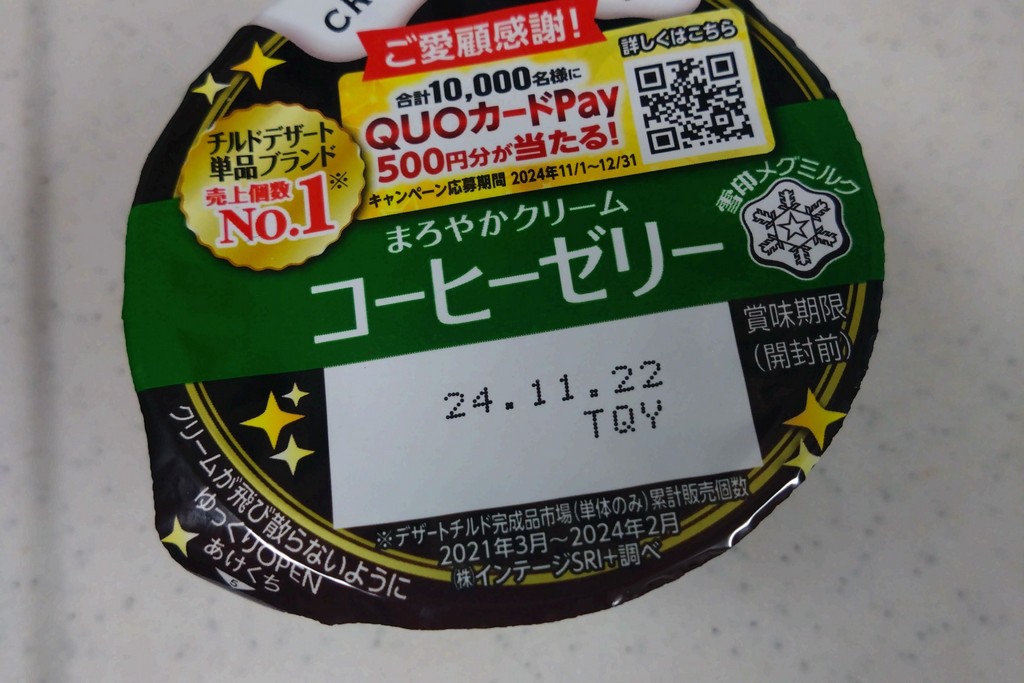 CR
ご愛顧感謝!
合計10,000名様に
QUOカードPay
500円分が当たる!
キャンペーン応募期間 2024年11/1~12/31
詳しくはこちら
チルドデザート
単品ブランド
売上個数※
No.1
雪印メグミルク
まろやかクリーム
コーヒーゼリー
賞味期限
(開封前)
24.11.22
TQY
※デザートチルド完成品市場(単体のみ)累計販売個数
2021年3月~2024年2月
(株)インテージSRI+調べ
クリームが飛び散らないように
ゆっくりOPEN
あけくち
5